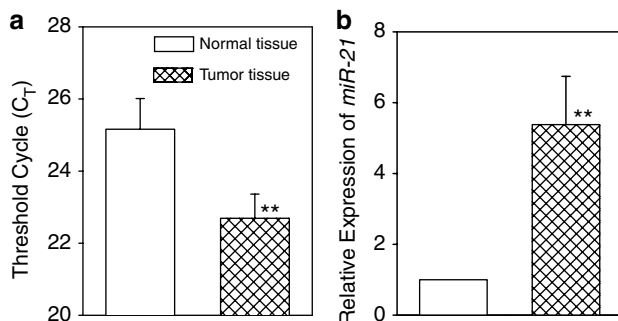 a
Threshold Cycle (CT)
28
26
24
22
20
Normal tissue
Tumor tissue
**
b
Relative Expression of miR-21
8
6
4
2
0
**